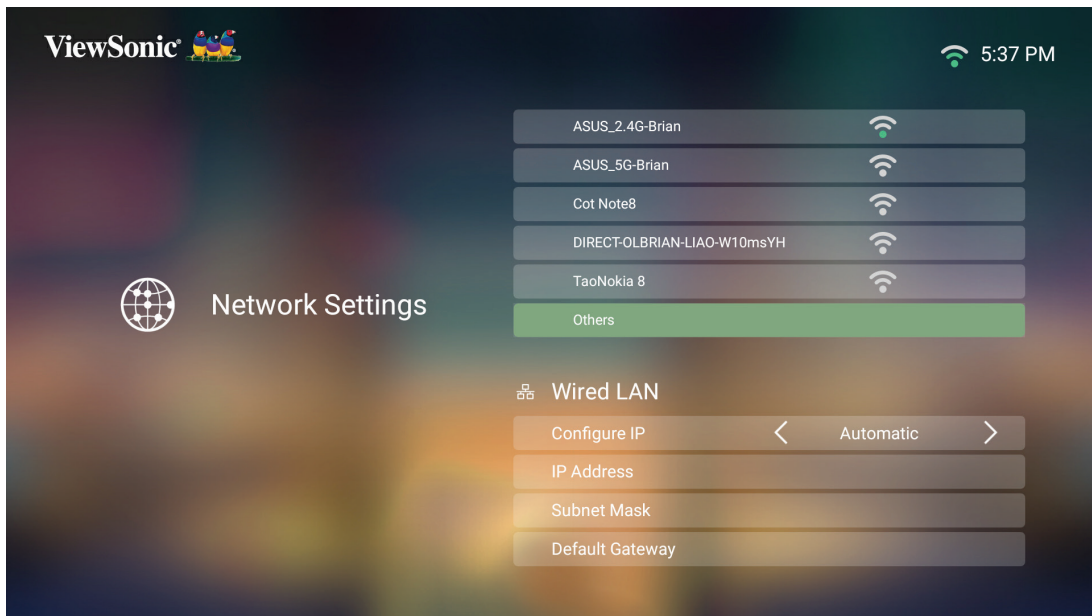 ViewSonic®
5:37 PM
ASUS_2.4G-Brian
ASUS_5G-Brian
Cot Note8
DIRECT-OLBRIAN-LIAO-W10msYH
TaoNokia 8
Network Settings
Others
Wired LAN
Configure IP Automatic
IP Address
Subnet Mask
Default Gateway